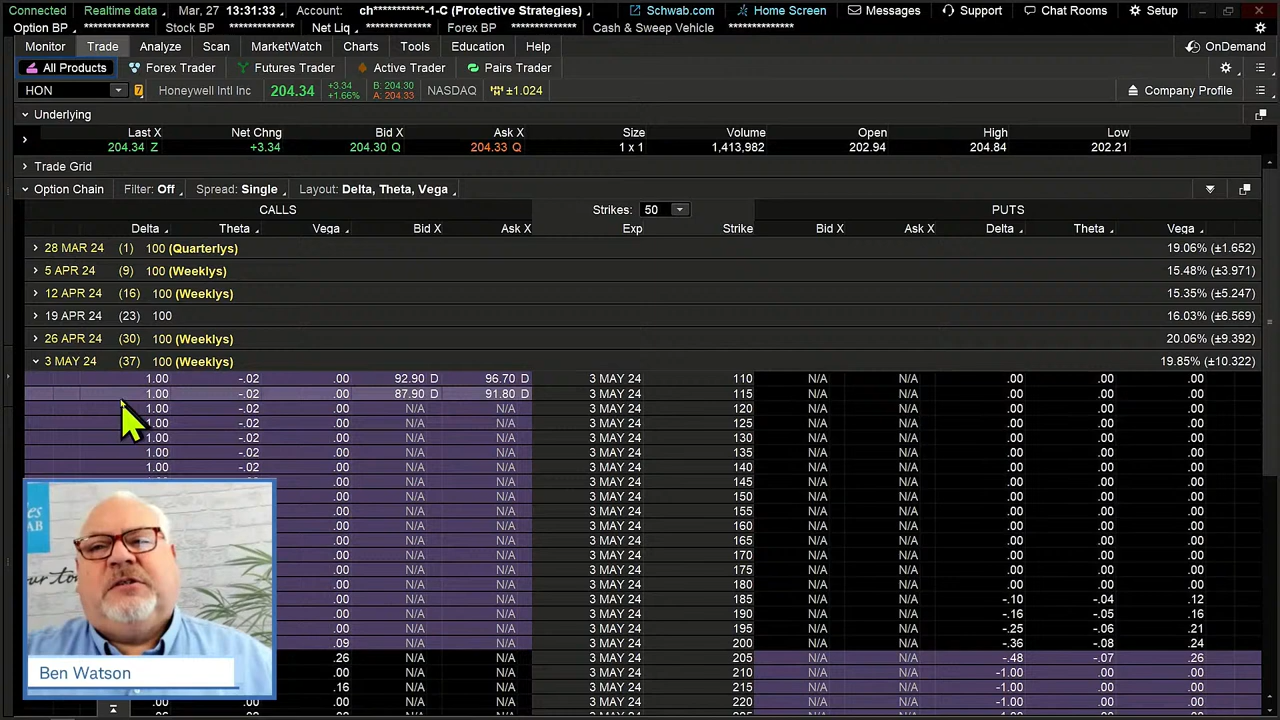 Connected Realtime data Mar. 27 13:31:33 Account: ch***********-1-C (Protective Strategies) Schwab.com Home Screen Messages Support Chat Rooms Setup
Option BP ************** Stock BP ************** Net Liq ************** Forex BP ************** Cash & Sweep Vehicle **************
Monitor Trade Analyze Scan MarketWatch Charts Tools Education Help OnDemand
All Products Forex Trader Futures Trader Active Trader Pairs Trader
HON 7 Honeywell Intl Inc 204.34 +3.34 +1.66% B: 204.30 A: 204.33 NASDAQ ±1.024 Company Profile
Underlying
Last X Net Chng Bid X Ask X Size Volume Open High Low
204.34 Z +3.34 204.30 Q 204.33 Q 1 x 1 1,413,982 202.94 204.84 202.21
Trade Grid
Option Chain Filter: Off Spread: Single Layout: Delta, Theta, Vega
CALLS Strikes: 50 PUTS
Delta Theta Vega Bid X Ask X Exp Strike Bid X Ask X Delta Theta Vega
28 MAR 24 (1) 100 (Quarterlys) 19.06% (±1.652)
5 APR 24 (9) 100 (Weeklys) 15.48% (±3.971)
12 APR 24 (16) 100 (Weeklys) 15.35% (±5.247)
19 APR 24 (23) 100 16.03% (±6.569)
26 APR 24 (30) 100 (Weeklys) 20.06% (±9.392)
3 MAY 24 (37) 100 (Weeklys) 19.85% (±10.322)
1.00 -.02 .00 92.90 D 96.70 D 3 MAY 24 110 N/A N/A .00 .00 .00
1.00 -.02 .00 87.90 D 91.80 D 3 MAY 24 115 N/A N/A .00 .00 .00
1.00 -.02 .00 N/A N/A 3 MAY 24 120 N/A N/A .00 .00 .00
1.00 -.02 .00 N/A N/A 3 MAY 24 125 N/A N/A .00 .00 .00
1.00 -.02 .00 N/A N/A 3 MAY 24 130 N/A N/A .00 .00 .00
1.00 -.02 .00 N/A N/A 3 MAY 24 135 N/A N/A .00 .00 .00
1.00 -.02 .00 N/A N/A 3 MAY 24 140 N/A N/A .00 .00 .00
.00 N/A N/A 3 MAY 24 145 N/A N/A .00 .00 .00
.00 N/A N/A 3 MAY 24 150 N/A N/A .00 .00 .00
.00 N/A N/A 3 MAY 24 155 N/A N/A .00 .00 .00
.00 N/A N/A 3 MAY 24 160 N/A N/A .00 .00 .00
.00 N/A N/A 3 MAY 24 165 N/A N/A .00 .00 .00
.00 N/A N/A 3 MAY 24 170 N/A N/A .00 .00 .00
.00 N/A N/A 3 MAY 24 175 N/A N/A .00 .00 .00
.00 N/A N/A 3 MAY 24 180 N/A N/A .00 .00 .00
.00 N/A N/A 3 MAY 24 185 N/A N/A -.10 -.04 .12
.00 N/A N/A 3 MAY 24 190 N/A N/A -.16 -.05 .16
.00 N/A N/A 3 MAY 24 195 N/A N/A -.25 -.06 .21
.09 N/A N/A 3 MAY 24 200 N/A N/A -.36 -.08 .24
.26 N/A N/A 3 MAY 24 205 N/A N/A -.48 -.07 .26
N/A N/A 3 MAY 24 210 N/A N/A -1.00 .00 .00
.16 N/A N/A 3 MAY 24 215 N/A N/A -1.00 .00 .00
.00 N/A N/A 3 MAY 24 220 N/A N/A -1.00 .00 .00
Ben Watson